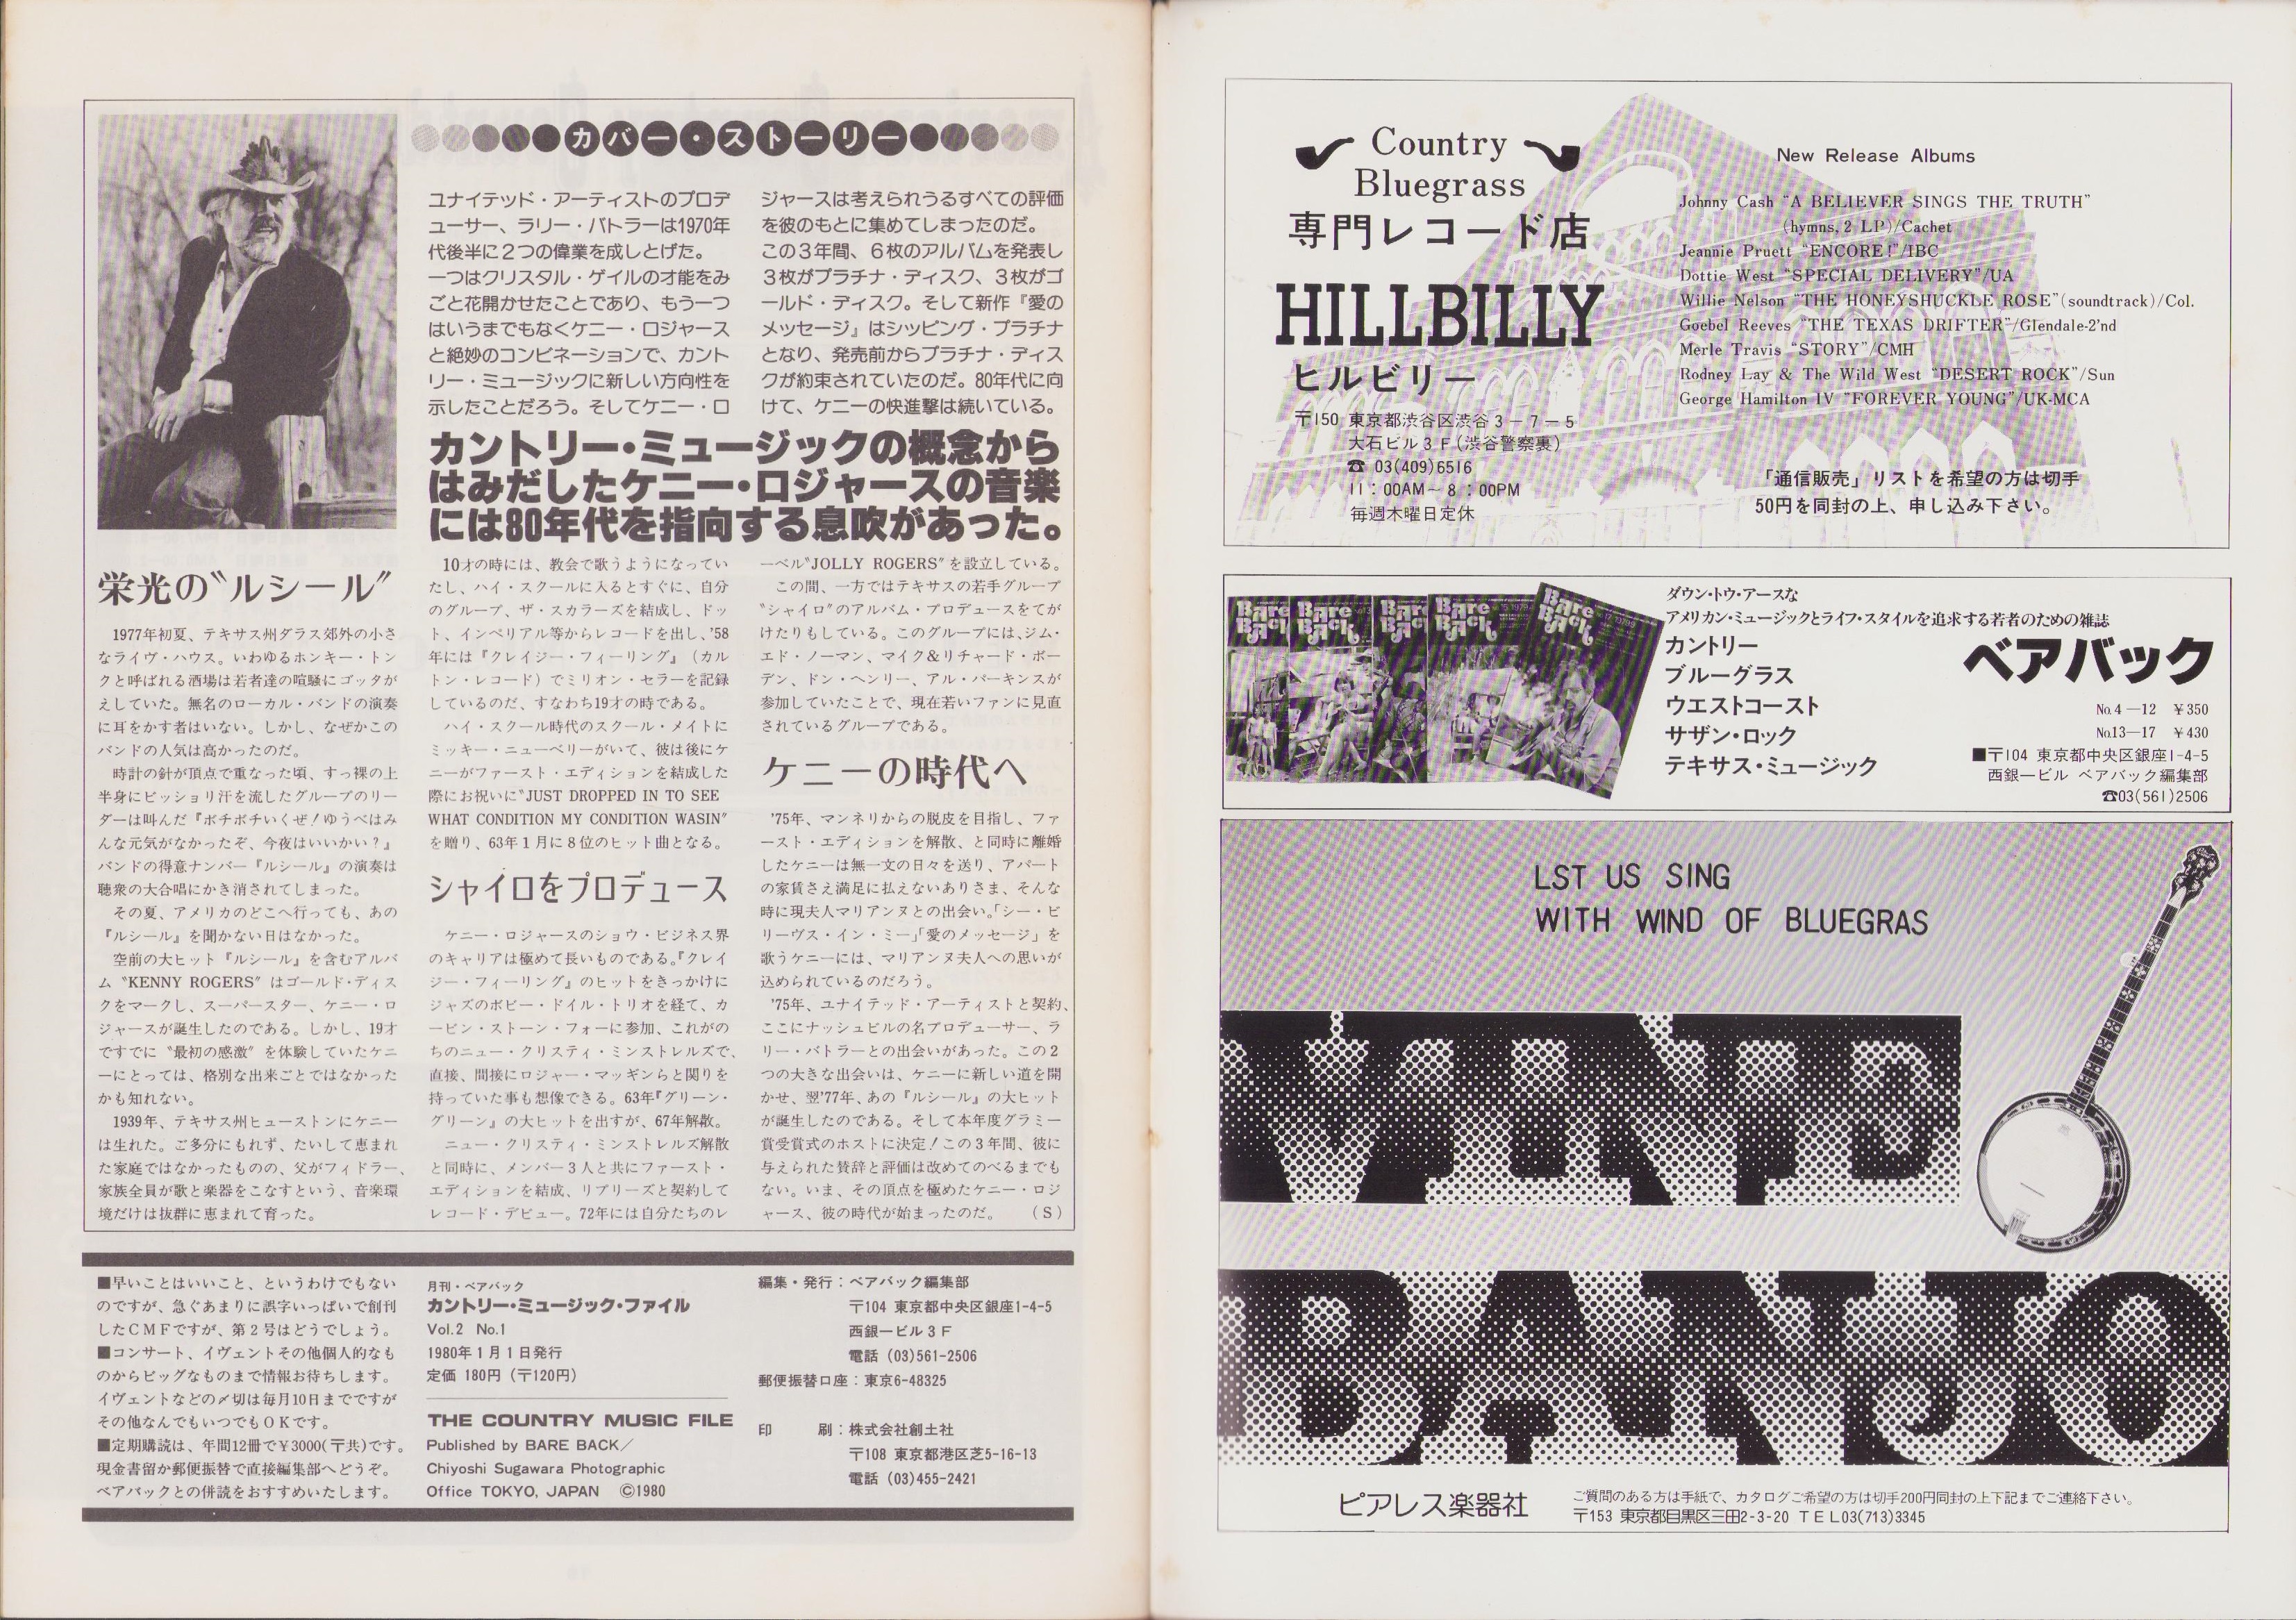 カバー・ストーリー
ユナイテッド・アーティストのプロデ
ューサー、ラリー・バトラーは1970年
代後半に２つの偉業を成しとげた。
一つはクリスタル・ゲイルの才能をみ
ごと花開かせたことであり、もう一つ
はいうまでもなくケニー・ロジャース
と絶妙のコンビネーションで、カント
リー・ミュージックに新しい方向性を
示したことだろう。そしてケニー・ロ
ジャースは考えられうるすべての評価
を彼のもとに集めてしまったのだ。
この３年間、６枚のアルバムを発表し
３枚がプラチナ・ディスク、３枚がゴ
ールド・ディスク。そして新作『愛の
メッセージ』はシッピング・プラチナ
となり、発売前からプラチナ・ディス
クが約束されていたのだ。80年代に向
けて、ケニーの快進撃は続いている。
カントリー・ミュージックの概念から
はみだしたケニー・ロジャースの音楽
には80年代を指向する息吹があった。
栄光の〝ルシール〞
1977年初夏、テキサス州ダラス郊外の小さ
なライヴ・ハウス。いわゆるホンキー・トン
クと呼ばれる酒場は若者達の喧騒にゴッタが
えしていた。無名のローカル・バンドの演奏
に耳をかす者はいない。しかし、なぜかこの
バンドの人気は高かったのだ。
時計の針が頂点で重なった頃、すっ裸の上
半身にビッショリ汗を流したグループのリー
ダーは叫んだ『ボチボチいくぜ！ゆうべはみ
んな元気がなかったぞ、今夜はいいかい？』
バンドの得意ナンバー『ルシール』の演奏は
聴衆の大合唱にかき消されてしまった。
その夏、アメリカのどこへ行っても、あの
『ルシール』を聞かない日はなかった。
空前の大ヒット『ルシール』を含むアルバ
ム〝KENNY ROGERS〞はゴールド・ディス
クをマークし、スーパースター、ケニー・ロ
ジャースが誕生したのである。しかし、19才
ですでに〝最初の感激〞を体験していたケニ
ーにとっては、格別な出来ごとではなかった
かも知れない。
1939年、テキサス州ヒューストンにケニー
は生れた。ご多分にもれず、たいして恵まれ
た家庭ではなかったものの、父がフィドラー、
家族全員が歌と楽器をこなすという、音楽環
境だけは抜群に恵まれて育った。
10才の時には、教会で歌うようになってい
たし、ハイ・スクールに入るとすぐに、自分
のグループ、ザ・スカラーズを結成し、ドッ
ト、インペリアル等からレコードを出し、'58
年には『クレイジー・フィーリング』（カル
トン・レコード）でミリオン・セラーを記録
しているのだ、すなわち19才の時である。
ハイ・スクール時代のスクール・メイトに
ミッキー・ニューベリーがいて、彼は後にケ
ニーがファースト・エディションを結成した
際にお祝いに〝JUST DROPPED IN TO SEE
WHAT CONDITION MY CONDITION WASIN〞
を贈り、63年１月に８位のヒット曲となる。
シャイロをプロデュース
ケニー・ロジャースのショウ・ビジネス界
のキャリアは極めて長いものである。『クレイ
ジー・フィーリング』のヒットをきっかけに
ジャズのボビー・ドイル・トリオを経て、カ
ービン・ストーン・フォーに参加、これがの
ちのニュー・クリスティ・ミンストレルズで、
直接、間接にロジャー・マッギンらと関りを
持っていた事も想像できる。63年『グリーン・
グリーン』の大ヒットを出すが、67年解散。
ニュー・クリスティ・ミンストレルズ解散
と同時に、メンバー３人と共にファースト・
エディションを結成、リプリーズと契約して
レコード・デビュー。72年には自分たちのレ
ーベル〝JOLLY ROGERS〞を設立している。
この間、一方ではテキサスの若手グループ
〝シャイロ〞のアルバム・プロデュースをてが
けたりもしている。このグループには、ジム・
エド・ノーマン、マイク&リチャード・ボー
デン、ドン・ヘンリー、アル・パーキンスが
参加していたことで、現在若いファンに見直
されているグループである。
ケニーの時代へ
'75年、マンネリからの脱皮を目指し、ファ
ースト・エディションを解散、と同時に離婚
したケニーは無一文の日々を送り、アパート
の家賃さえ満足に払えないありさま、そんな
時に現夫人マリアンヌとの出会い。「シー・ビ
リーヴス・イン・ミー」「愛のメッセージ」を
歌うケニーには、マリアンヌ夫人への思いが
込められているのだろう。
'75年、ユナイテッド・アーティストと契約、
ここにナッシュビルの名プロデューサー、ラ
リー・バトラーとの出会いがあった。この２
つの大きな出会いは、ケニーに新しい道を開
かせ、翌'77年、あの『ルシール』の大ヒット
が誕生したのである。そして本年度グラミー
賞受賞式のホストに決定！この３年間、彼に
与えられた賛辞と評価は改めてのべるまでも
ない。いま、その頂点を極めたケニー・ロジ
ャース、彼の時代が始まったのだ。　（S）
■早いことはいいこと、というわけでもない
のですが、急ぐあまりに誤字いっぱいで創刊
したＣＭＦですが、第２号はどうでしょう。
■コンサート、イヴェントその他個人的なも
のからビッグなものまで情報お待ちします。
イヴェントなどの〆切は毎月10日までですが
その他なんでもいつでもＯＫです。
■定期購読は、年間12冊で¥3000(〒共)です。
現金書留か郵便振替で直接編集部へどうぞ。
ベアバックとの併読をおすすめいたします。
月刊・ベアバック
カントリー・ミュージック・ファイル
Vol.2 No.1
1980年１月１日発行
定価 180円（〒120円）
THE COUNTRY MUSIC FILE
Published by BARE BACK／
Chiyoshi Sugawara Photographic
Office TOKYO, JAPAN ©1980
編集・発行：ベアバック編集部
〒104 東京都中央区銀座1-4-5
西銀一ビル３Ｆ
電話 (03)561-2506
郵便振替口座：東京6-48325
印　刷：株式会社創土社
〒108 東京都港区芝5-16-13
電話 (03)455-2421
Country
Bluegrass
専門レコード店
HILLBILLY
ヒルビリー
〒150 東京都渋谷区渋谷３－７－５
大石ビル３Ｆ(渋谷警察裏)
☎ 03(409)6516
11：00AM～8：00PM
毎週木曜日定休
New Release Albums
Johnny Cash “A BELIEVER SINGS THE TRUTH”
(hymns, 2 LP)/Cachet
Jeannie Pruett “ENCORE!”/IBC
Dottie West “SPECIAL DELIVERY”/UA
Willie Nelson “THE HONEYSHUCKLE ROSE”(soundtrack)/Col.
Goebel Reeves “THE TEXAS DRIFTER”/Glendale-2'nd
Merle Travis “STORY”/CMH
Rodney Lay & The Wild West “DESERT ROCK”/Sun
George Hamilton IV “FOREVER YOUNG”/UK-MCA
「通信販売」リストを希望の方は切手
50円を同封の上、申し込み下さい。
Bare Back
Bare Back
Bare Back
Bare Back
Bare Back
ダウン・トゥ・アースな
アメリカン・ミュージックとライフ・スタイルを追求する若者のための雑誌
カントリー
ブルーグラス
ウエストコースト
サザン・ロック
テキサス・ミュージック
ベアバック
No.4—12　¥350
No.13—17　¥430
■〒104 東京都中央区銀座1-4-5
西銀一ビル ベアバック編集部
☎03(561)2506
LST US SING
WITH WIND OF BLUEGRAS
VINE
BANJO
ピアレス楽器社
ご質問のある方は手紙で、カタログご希望の方は切手200円同封の上下記までご連絡下さい。
〒153 東京都目黒区三田2-3-20 ＴＥＬ03(713)3345